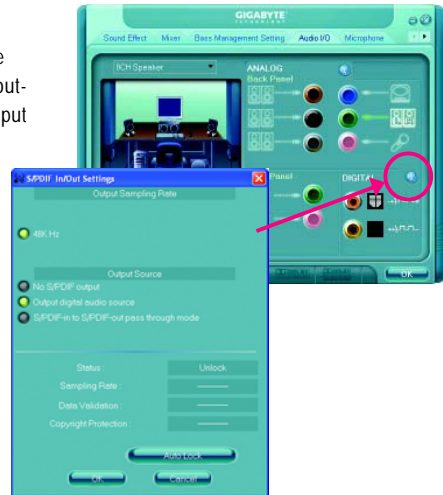 e
out-
put
GIGABYTE
TECHNOLOGY
Sound Effect Mixer Bass Management Setting Audio I/O Microphone
8CH Speaker
ANALOG
Back Panel
Panel
DIGITAL
OK
S/PDIF In/Out Settings
Output Sampling Rate
48K Hz
Output Source
No S/PDIF output
Output digital audio source
S/PDIF-in to S/PDIF-out pass through mode
Status : Unlock
Sampling Rate :
Data Validation :
Copyright Protection :
Auto Lock
OK Cancel